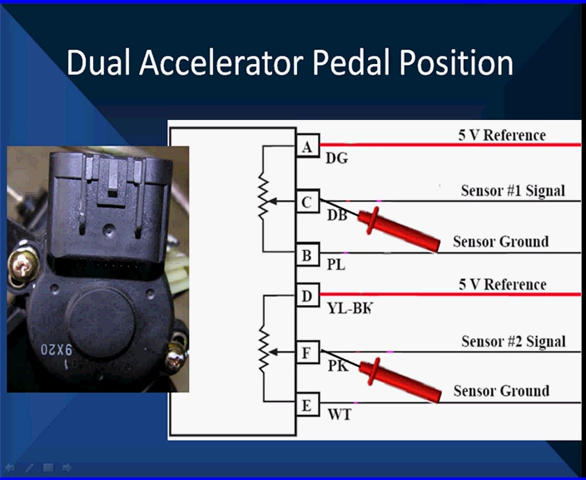 Dual Accelerator Pedal Position
A
5 V Reference
DG
C
Sensor #1 Signal
DB
B
Sensor Ground
PL
D
5 V Reference
YL-BK
F
Sensor #2 Signal
PK
E
Sensor Ground
WT
9X20